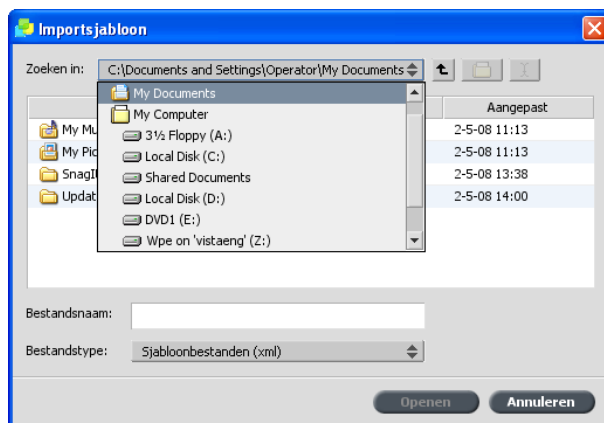 Importsjabloon
Zoeken in: C:\Documents and Settings\Operator\My Documents
My Documents
My Computer
3½ Floppy (A:)
Local Disk (C:)
Shared Documents
Local Disk (D:)
DVD1 (E:)
Wpe on 'vistaeng' (Z:)
Aangepast
My Mu 2-5-08 11:13
My Pic 2-5-08 11:13
SnagI 2-5-08 13:38
Updat 2-5-08 14:00
Bestandsnaam:
Bestandstype: Sjabloonbestanden (xml)
Openen Annuleren